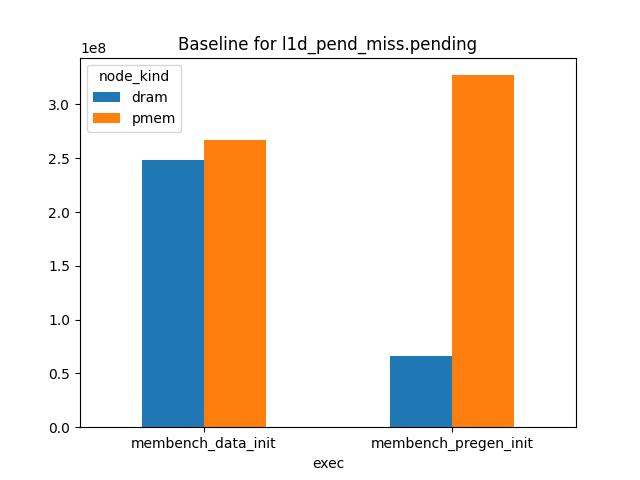 Baseline for l1d_pend_miss.pending
1e8
node_kind
dram
pmem
3.0
2.5
2.0
1.5
1.0
0.5
0.0
membench_data_init
membench_pregen_init
exec